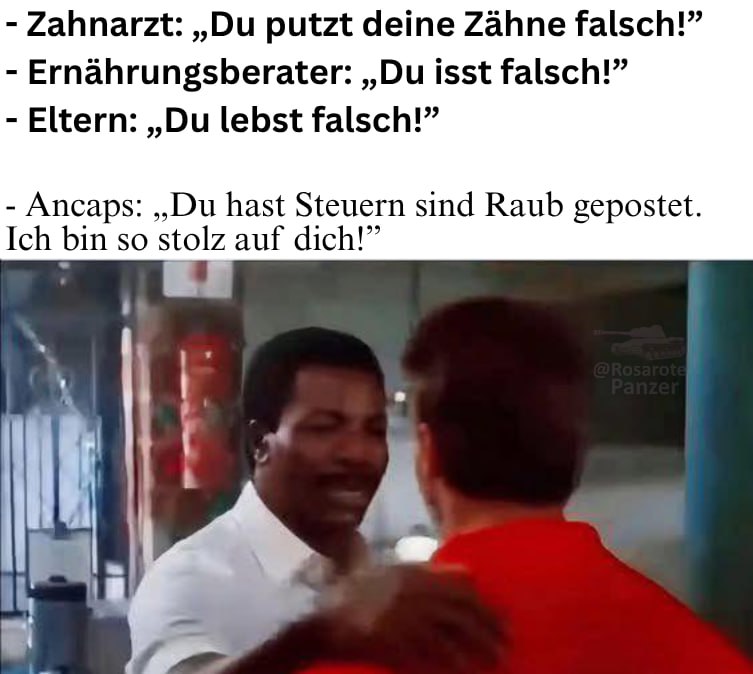 - Zahnarzt: „Du putzt deine Zähne falsch!”
- Ernährungsberater: „Du isst falsch!”
- Eltern: „Du lebst falsch!”
- Ancaps: „Du hast Steuern sind Raub gepostet.
Ich bin so stolz auf dich!”
@Rosarote
Panzer